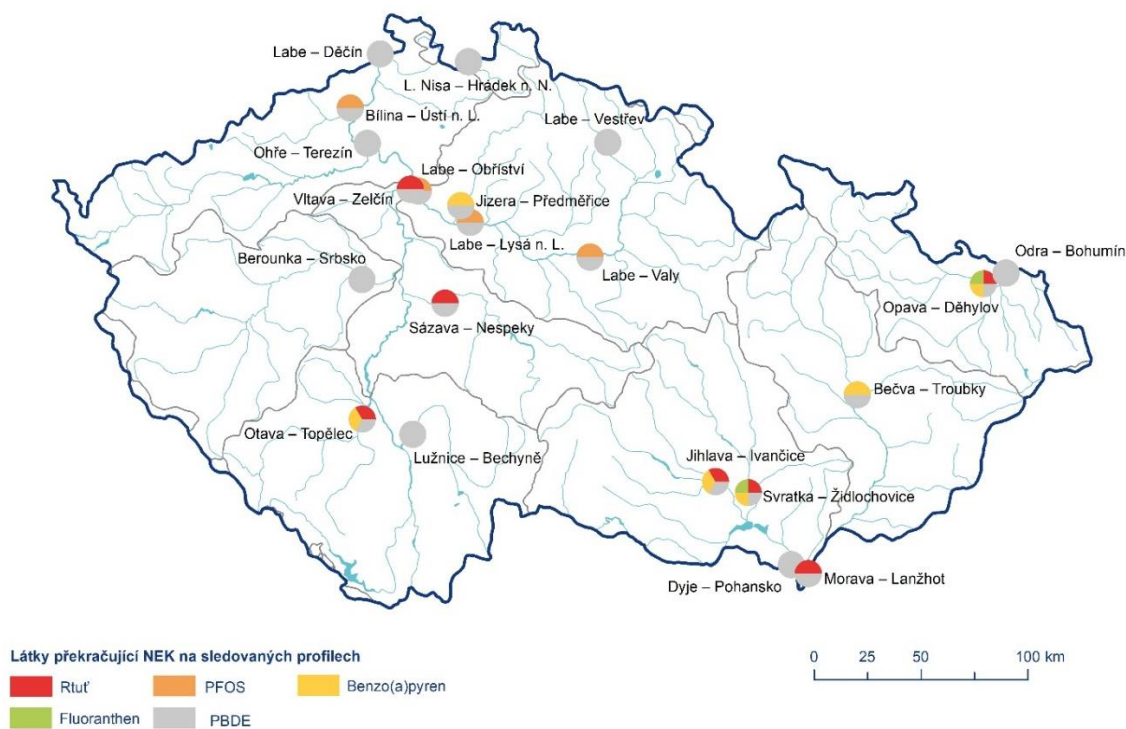 Labe – Děčín
L. Nisa – Hrádek n. N.
Bílina – Ústí n. L.
Labe – Vestřev
Ohře – Terezín
Labe – Obříství
Vltava – Zelčín
Jizera – Předměřice
Labe – Lysá n. L.
Odra – Bohumín
Berounka – Srbsko
Labe – Valy
Opava – Děhylov
Sázava – Nespeky
Bečva – Troubky
Otava – Topělec
Lužnice – Bechyně
Jihlava – Ivančice
Svratka – Židlochovice
Dyje – Pohansko
Morava – Lanžhot
Látky překračující NEK na sledovaných profilech
Rtuť
PFOS
Benzo(a)pyren
Fluoranthen
PBDE
0 25 50 100 km